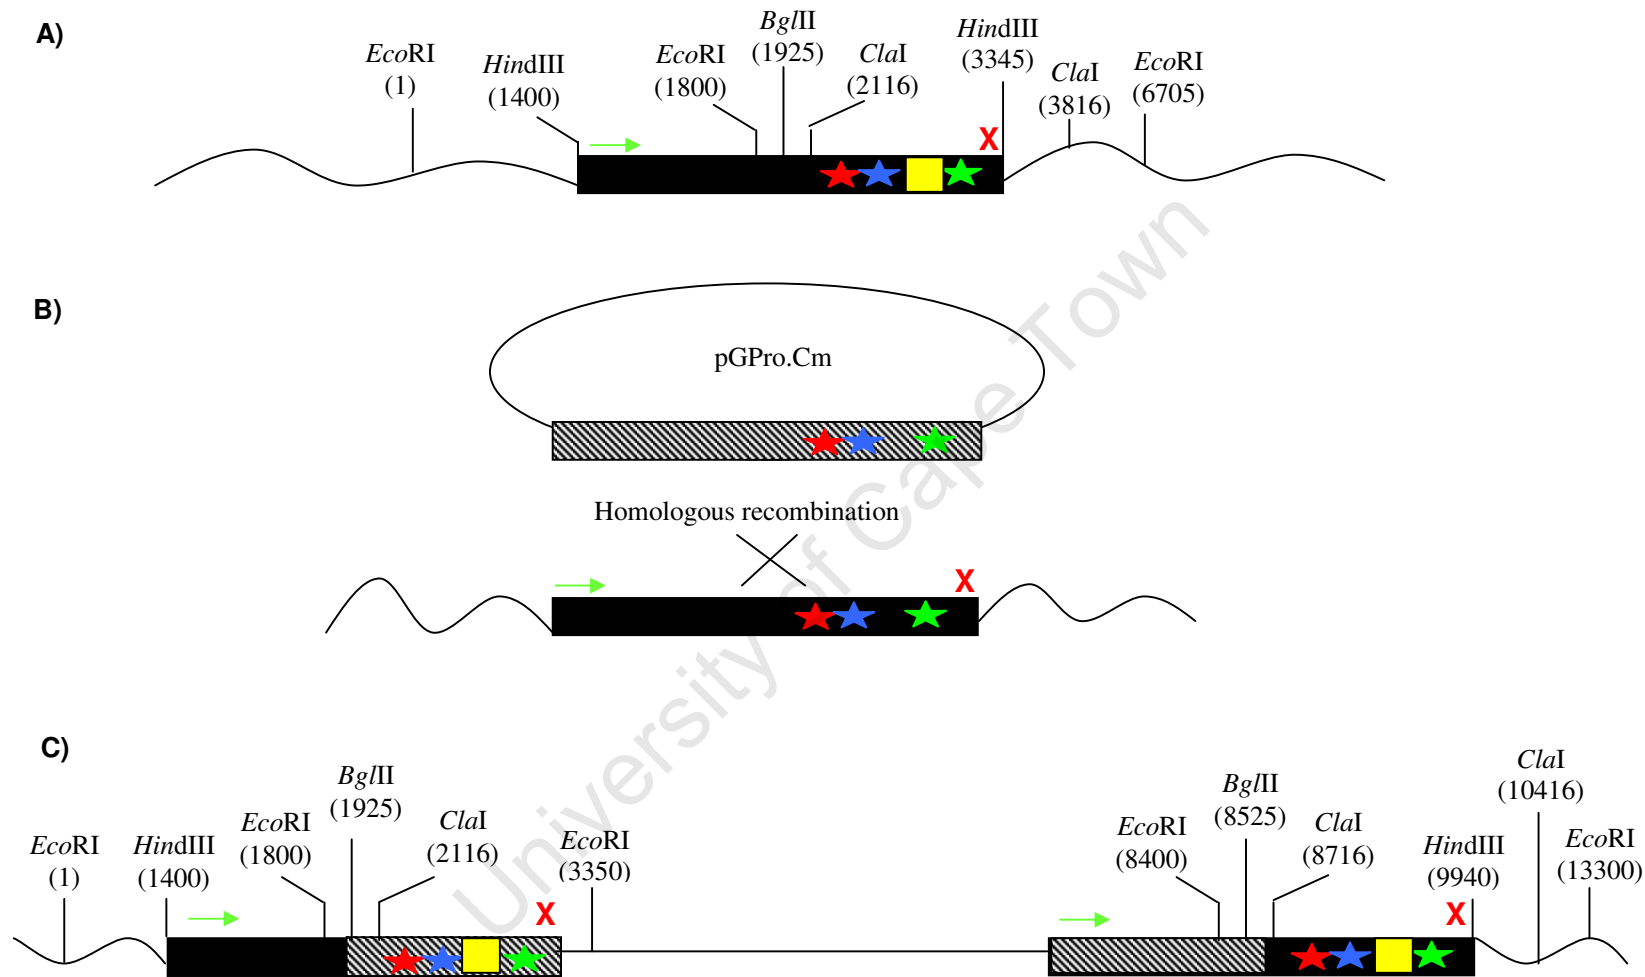 A)
EcoRI
(1)
HindIII
(1400)
EcoRI
(1800)
BglII
(1925)
ClaI
(2116)
HindIII
(3345)
ClaI
(3816)
EcoRI
(6705)
X
B)
pGPro.Cm
Homologous recombination
X
C)
EcoRI
(1)
HindIII
(1400)
EcoRI
(1800)
BglII
(1925)
ClaI
(2116)
X
EcoRI
(3350)
EcoRI
(8400)
BglII
(8525)
ClaI
(8716)
HindIII
(9940)
X
ClaI
(10416)
EcoRI
(13300)
University of Cape Town